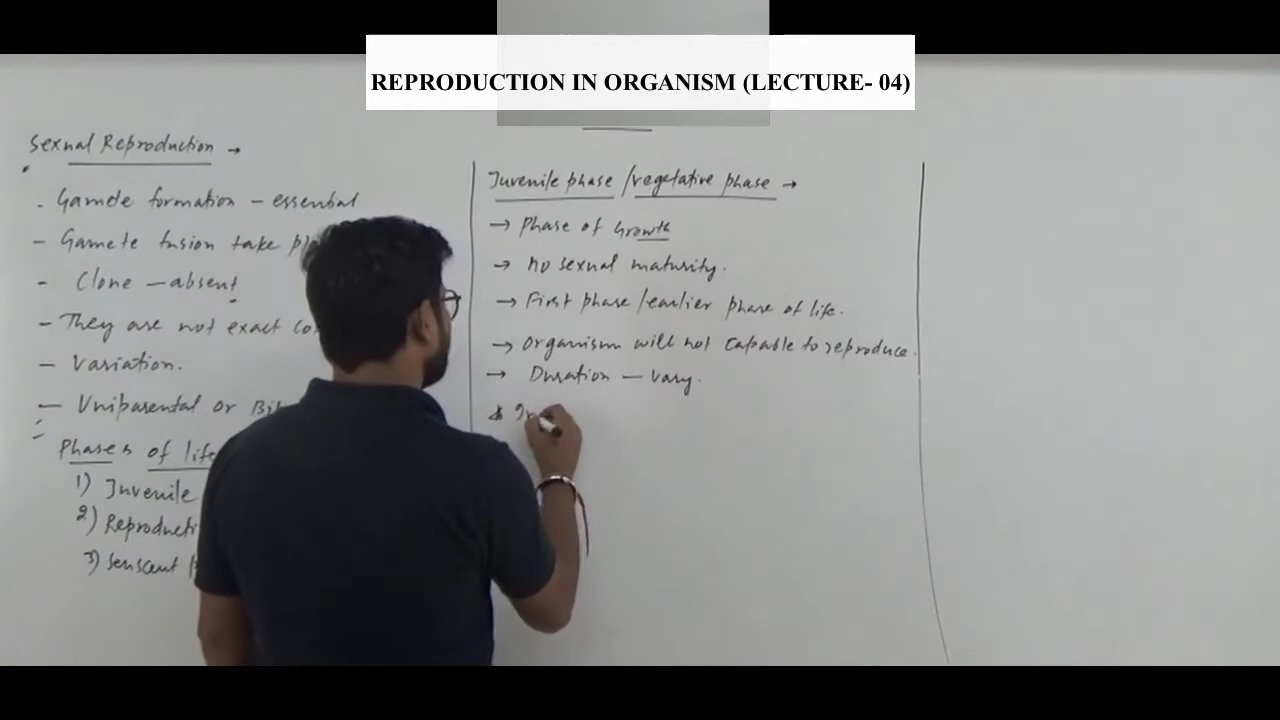 REPRODUCTION IN ORGANISM (LECTURE- 04)
Sexual Reproduction →
. Gamete formation – essential
– Gamete fusion take
- Clone – absent
– They are not exact
– Variation.
– Uniparental or
Phases of life
1) Juvenile
2) Reproducti
3) Senscent
Juvenile phase / vegetative phase →
→ Phase of Growth
→ No sexual maturity.
→ First phase / earlier phase of life.
→ Organism will not capable to reproduce.
→ Duration – vary.